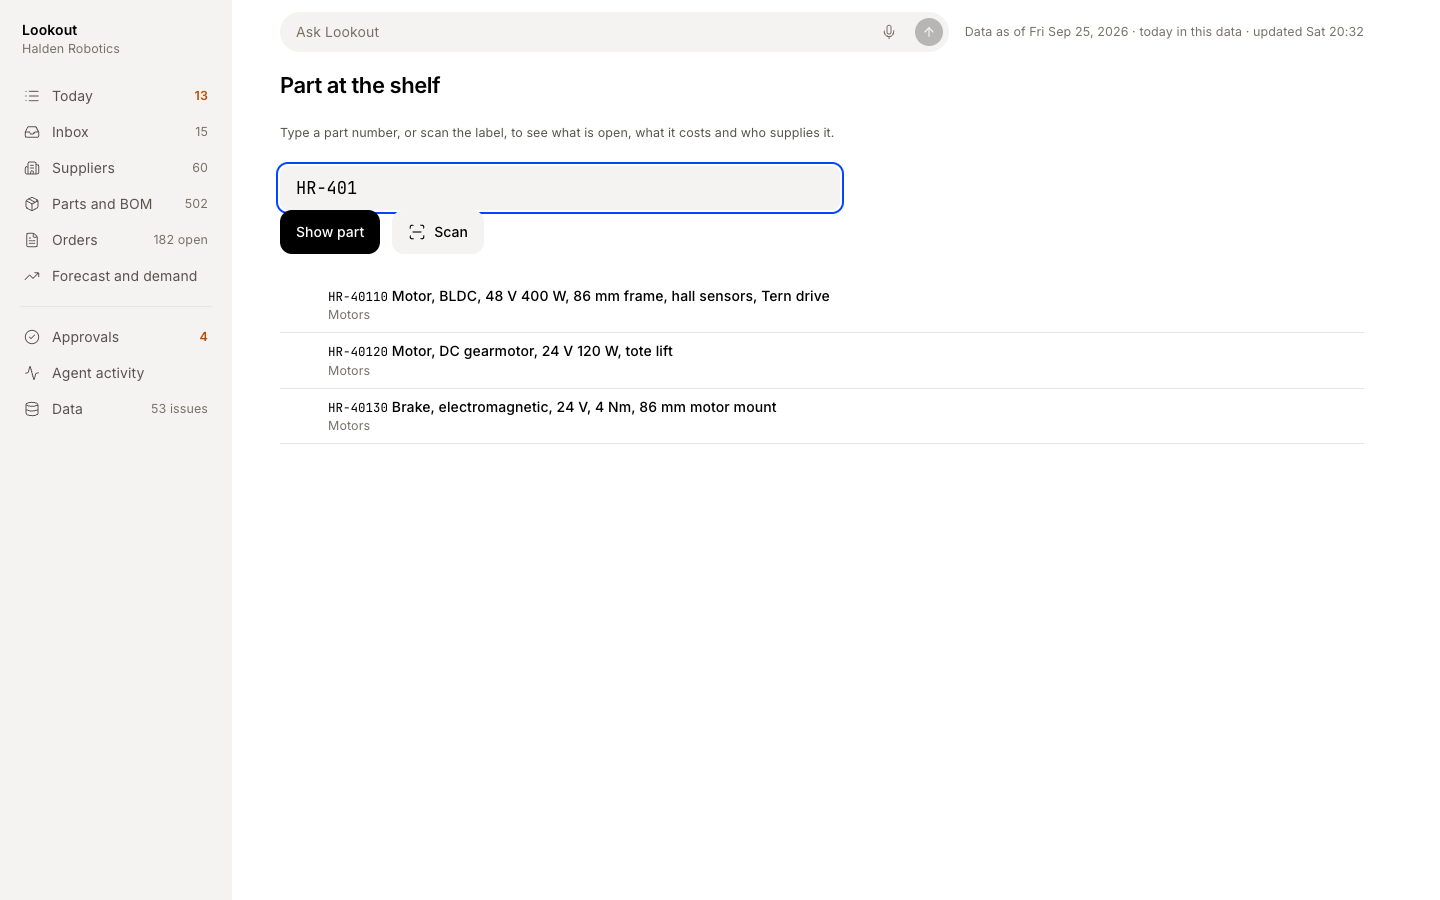 Lookout
Halden Robotics
Today 13
Inbox 15
Suppliers 60
Parts and BOM 502
Orders 182 open
Forecast and demand
Approvals 4
Agent activity
Data 53 issues
Ask Lookout
Data as of Fri Sep 25, 2026 · today in this data · updated Sat 20:32
Part at the shelf
Type a part number, or scan the label, to see what is open, what it costs and who supplies it.
HR-401
Show part
Scan
HR-40110 Motor, BLDC, 48 V 400 W, 86 mm frame, hall sensors, Tern drive
Motors
HR-40120 Motor, DC gearmotor, 24 V 120 W, tote lift
Motors
HR-40130 Brake, electromagnetic, 24 V, 4 Nm, 86 mm motor mount
Motors